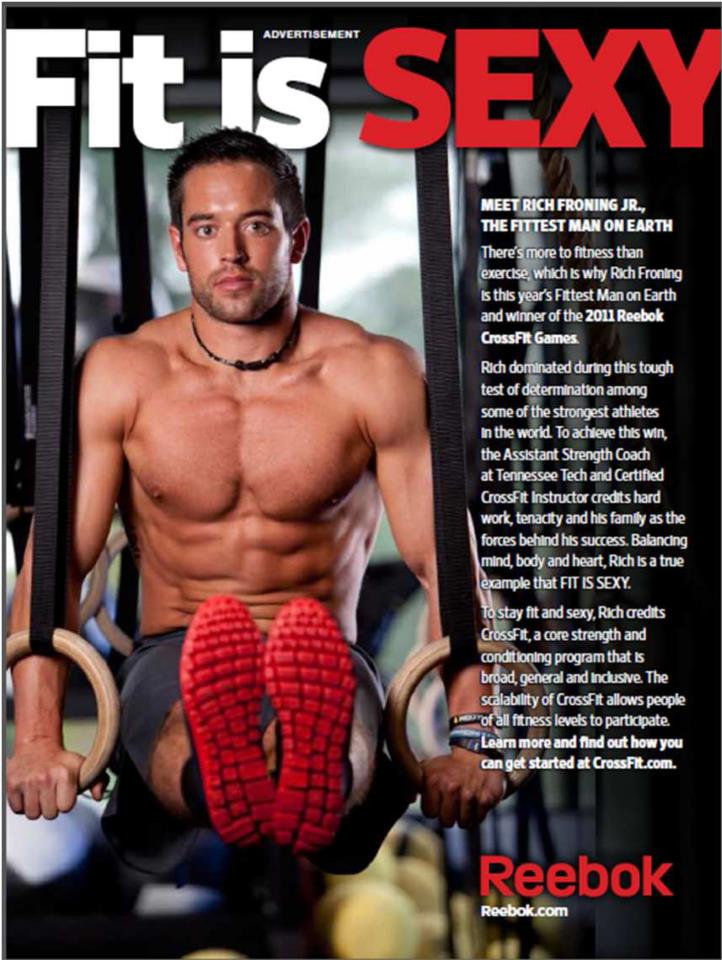 ADVERTISEMENT
Fit is SEXY
MEET RICH FRONING JR.,
THE FITTEST MAN ON EARTH
There's more to fitness than
exercise, which is why Rich Froning
is this year's Fittest Man on Earth
and winner of the 2011 Reebok
CrossFit Games.
Rich dominated during this tough
test of determination among
some of the strongest athletes
in the world. To achieve this win,
the Assistant Strength Coach
at Tennessee Tech and Certified
CrossFit Instructor credits hard
work, tenacity and his family as the
forces behind his success. Balancing
mind, body and heart, Rich is a true
example that FIT IS SEXY.
To stay fit and sexy, Rich credits
CrossFit, a core strength and
conditioning program that is
broad, general and inclusive. The
scalability of CrossFit allows people
of all fitness levels to participate.
Learn more and find out how you
can get started at CrossFit.com.
Reebok
Reebok.com